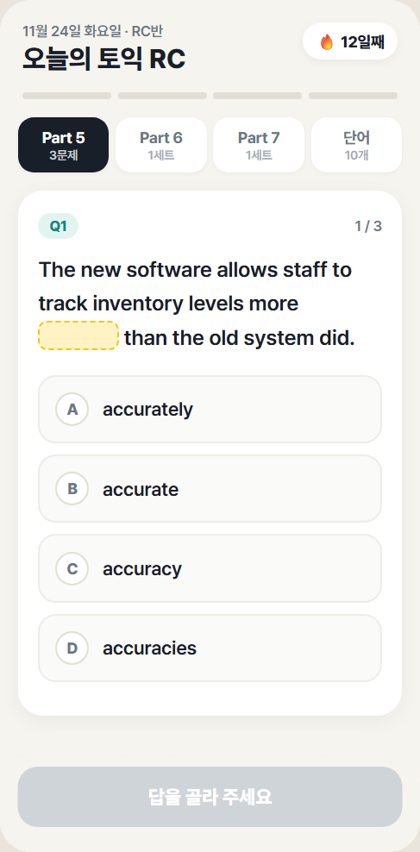 11월 24일 화요일 · RC반
오늘의 토익 RC
🔥 12일째
Part 5
3문제
Part 6
1세트
Part 7
1세트
단어
10개
Q1
1 / 3
The new software allows staff to
track inventory levels more
than the old system did.
A accurately
B accurate
C accuracy
D accuracies
답을 골라 주세요